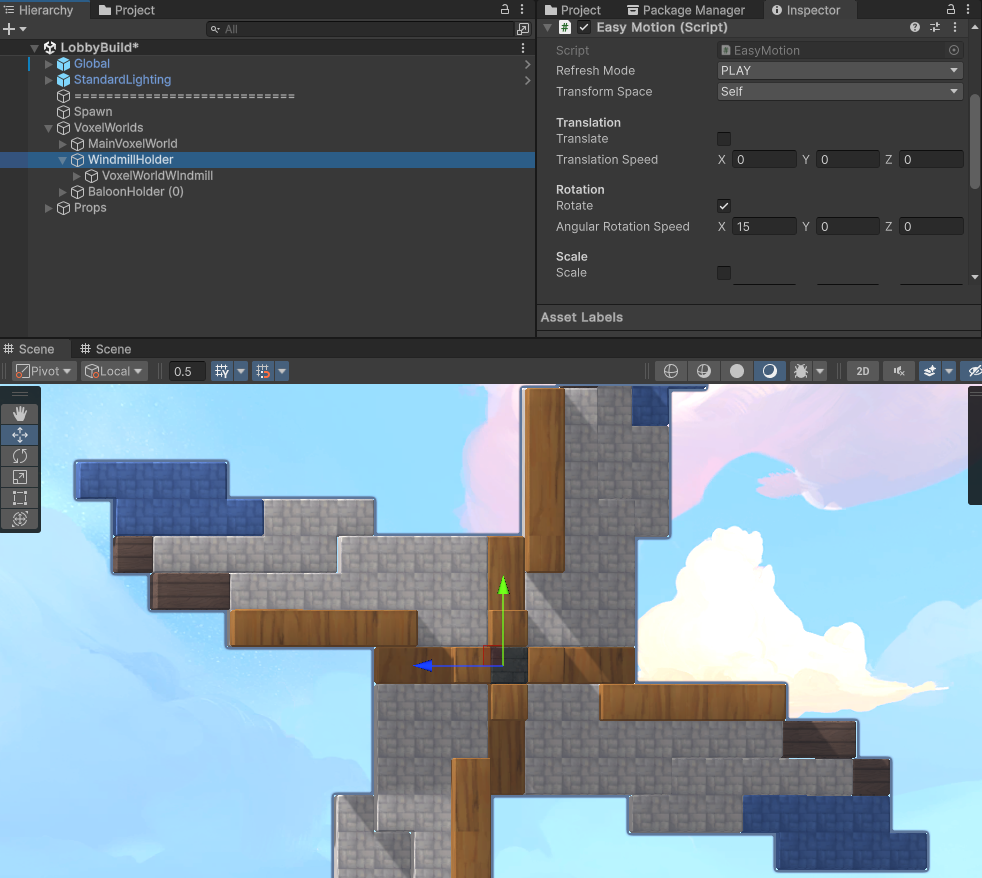 Hierarchy
Project
All
LobbyBuild*
Global
StandardLighting
============================
Spawn
VoxelWorlds
MainVoxelWorld
WindmillHolder
VoxelWorldWIndmill
BaloonHolder (0)
Props
Project
Package Manager
Inspector
Easy Motion (Script)
Script
EasyMotion
Refresh Mode
PLAY
Transform Space
Self
Translation
Translate
Translation Speed X 0 Y 0 Z 0
Rotation
Rotate
Angular Rotation Speed X 15 Y 0 Z 0
Scale
Scale
Asset Labels
Scene
Scene
Pivot
Local
0.5
2D